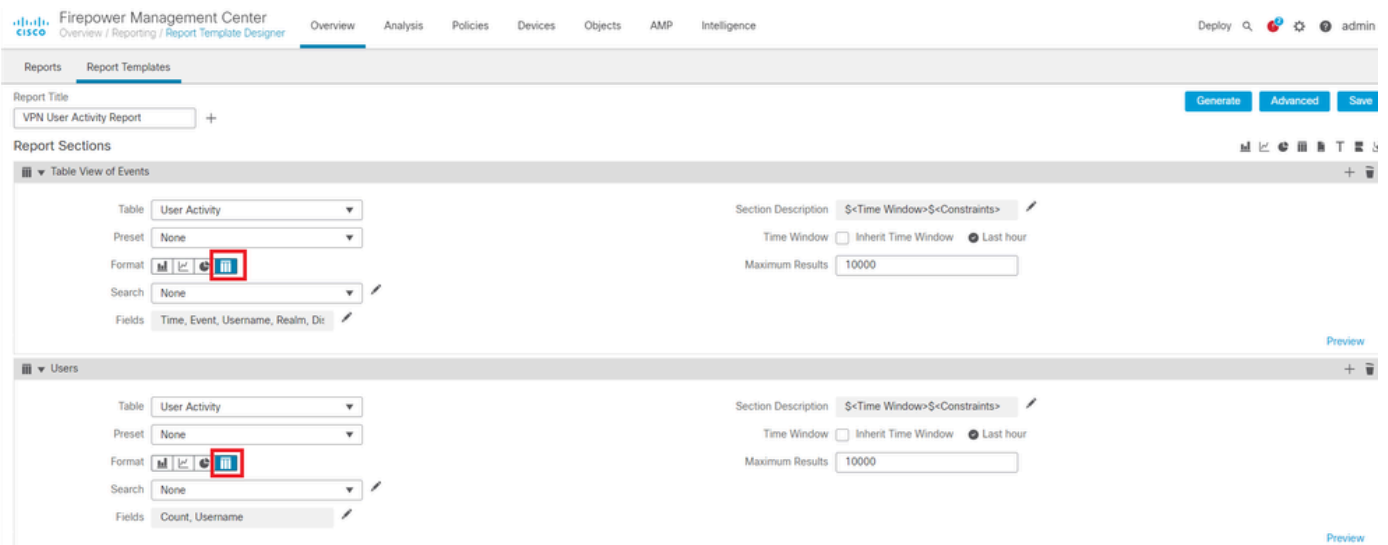 Firepower Management Center
CISCO Overview / Reporting / Report Template Designer Overview Analysis Policies Devices Objects AMP Intelligence Deploy admin
Reports Report Templates
Report Title
VPN User Activity Report Generate Advanced Save
Report Sections
Table View of Events
Table User Activity Section Description $<Time Window>$<Constraints>
Preset None Time Window Inherit Time Window Last hour
Format Maximum Results 10000
Search None
Fields Time, Event, Username, Realm, Dis
Preview
Users
Table User Activity Section Description $<Time Window>$<Constraints>
Preset None Time Window Inherit Time Window Last hour
Format Maximum Results 10000
Search None
Fields Count, Username
Preview